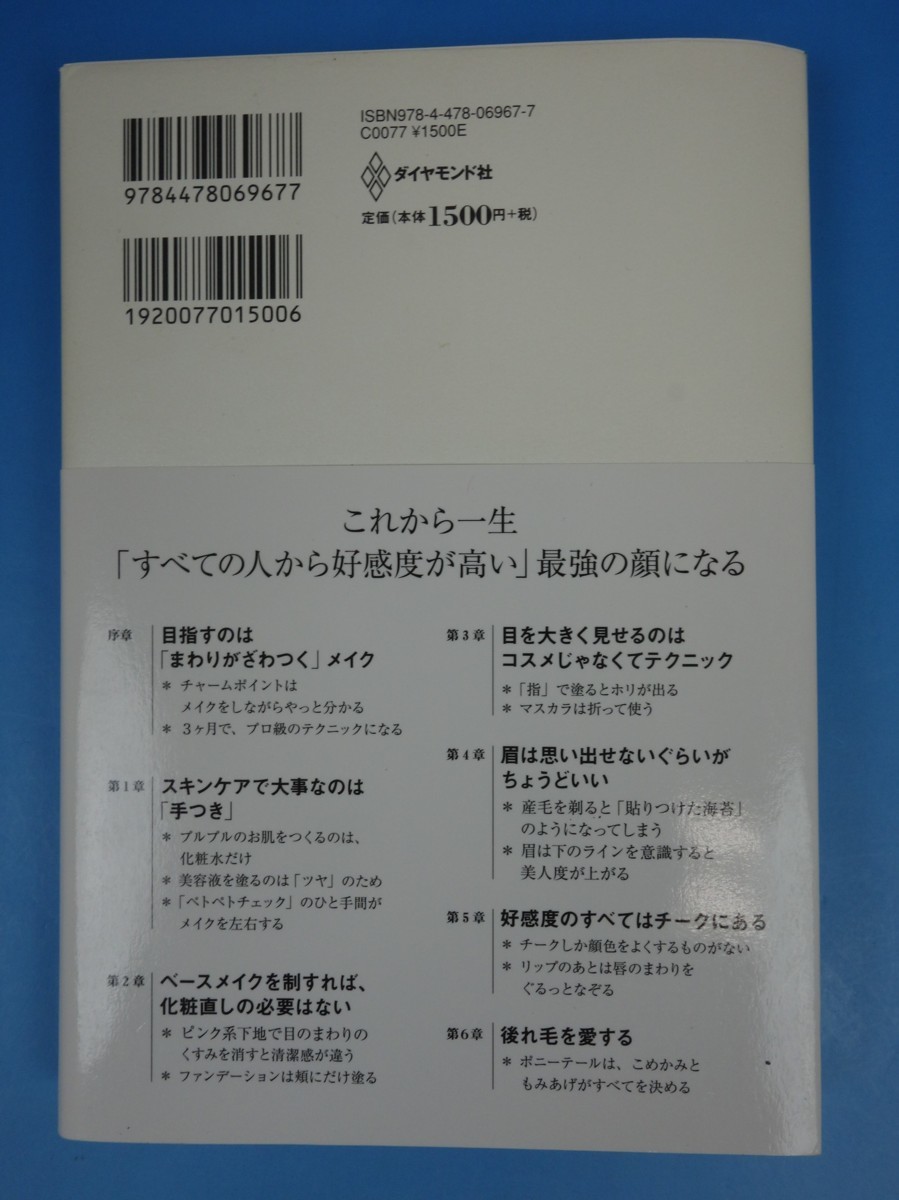 ISBN978-4-478-06967-7
C0077 ¥1500E
ダイヤモンド社
定価(本体1500円+税)
9784478069677
1920077015006
これから一生
「すべての人から好感度が高い」最強の顔になる
序章
目指すのは
「まわりがざわつく」メイク
* チャームポイントは
メイクをしながらやっと分かる
* 3ヶ月で、プロ級のテクニックになる
第1章
スキンケアで大事なのは
「手つき」
* プルプルのお肌をつくるのは、
化粧水だけ
* 美容液を塗るのは「ツヤ」のため
* 「ベトベトチェック」のひと手間が
メイクを左右する
第2章
ベースメイクを制すれば、
化粧直しの必要はない
* ピンク系下地で目のまわりの
くすみを消すと清潔感が違う
* ファンデーションは頬にだけ塗る
第3章
目を大きく見せるのは
コスメじゃなくてテクニック
* 「指」で塗るとホリが出る
* マスカラは折って使う
第4章
眉は思い出せないぐらいが
ちょうどいい
* 産毛を剃ると「貼りつけた海苔」
のようになってしまう
* 眉は下のラインを意識すると
美人度が上がる
第5章
好感度のすべてはチークにある
* チークしか顔色をよくするものがない
* リップのあとは唇のまわりを
ぐるっとなぞる
第6章
後れ毛を愛する
* ポニーテールは、こめかみと
もみあげがすべてを決める